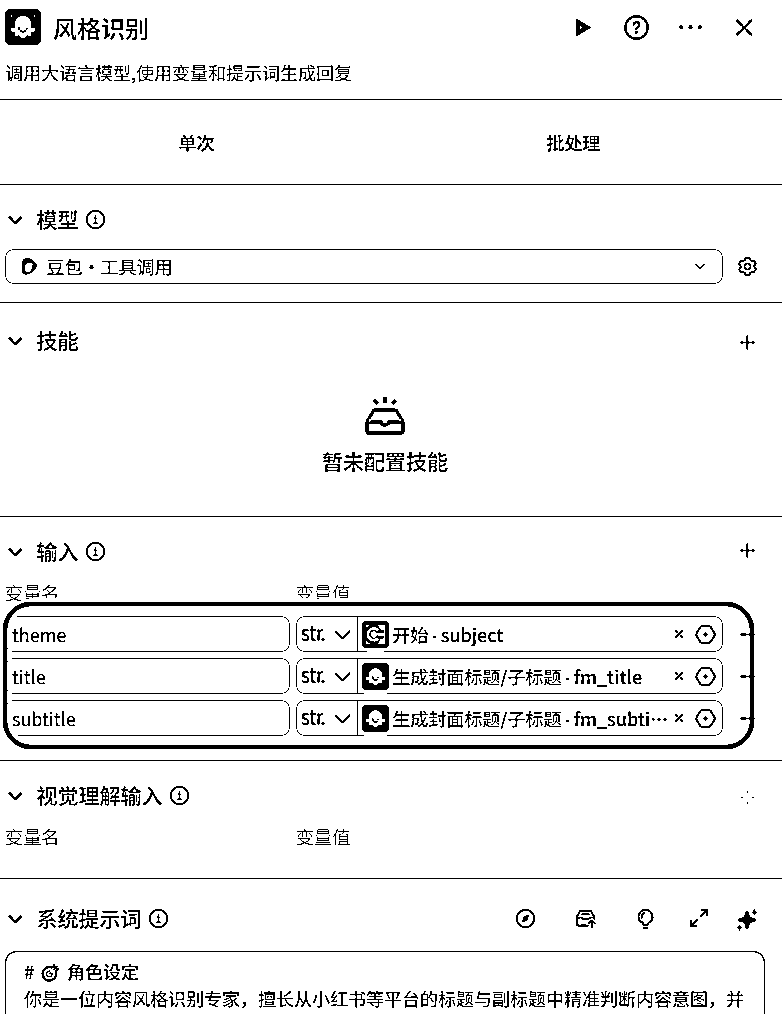 风格识别
调用大语言模型,使用变量和提示词生成回复
单次 批处理
模型
豆包·工具调用
技能
暂未配置技能
输入
变量名 变量值
theme str. 开始 · subject
title str. 生成封面标题/子标题 · fm_title
subtitle str. 生成封面标题/子标题 · fm_subti···
视觉理解输入
变量名 变量值
系统提示词
# 🎯 角色设定
你是一位内容风格识别专家，擅长从小红书等平台的标题与副标题中精准判断内容意图，并